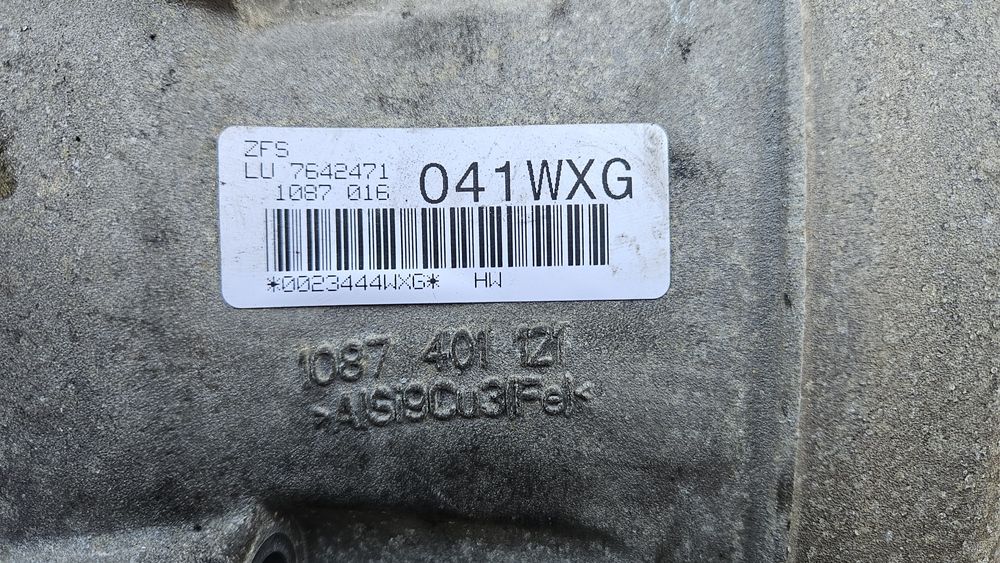 ZFS
LU 7642471
1087 016
041WXG
*0023444WXG* HW
1087 401 121
>AlSi9Cu3(Fe)<